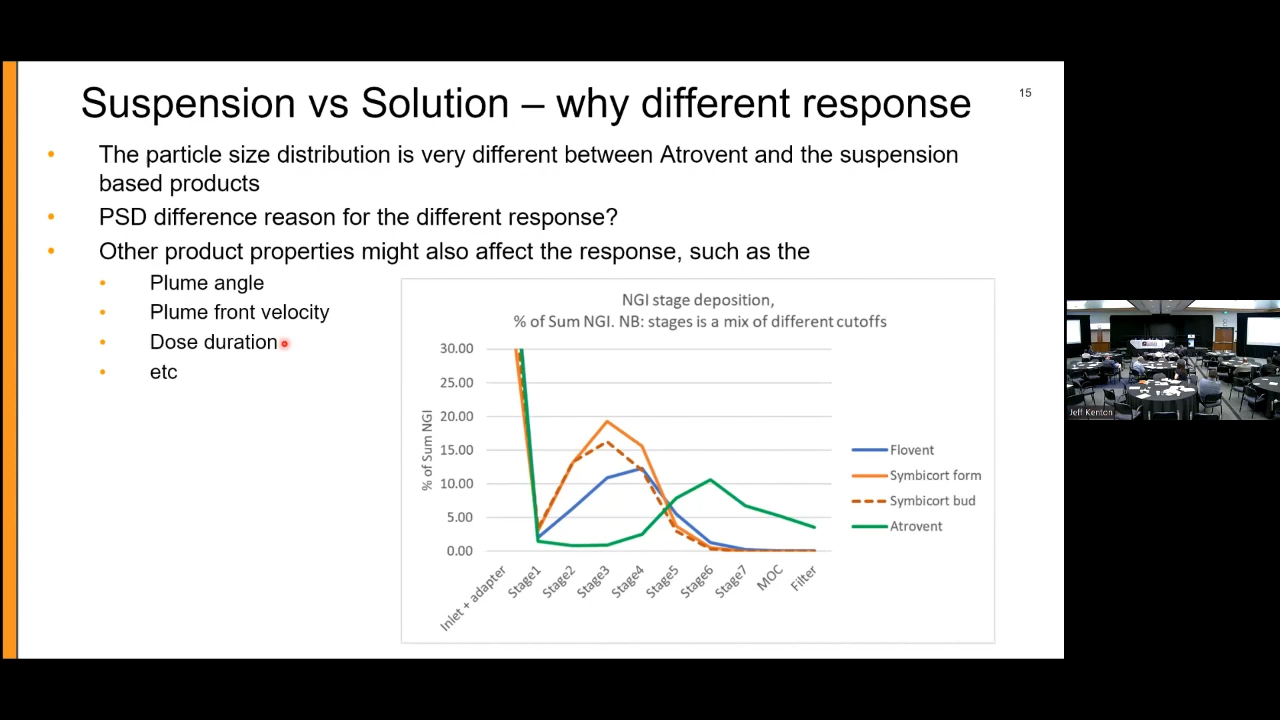 Suspension vs Solution – why different response
15
• The particle size distribution is very different between Atrovent and the suspension
based products
• PSD difference reason for the different response?
• Other product properties might also affect the response, such as the
• Plume angle
• Plume front velocity
• Dose duration
• etc
NGI stage deposition,
% of Sum NGI. NB: stages is a mix of different cutoffs
% of Sum NGI
30.00
25.00
20.00
15.00
10.00
5.00
0.00
Inlet + adapter
Stage1
Stage2
Stage3
Stage4
Stage5
Stage6
Stage7
MOC
Filter
Flovent
Symbicort form
Symbicort bud
Atrovent
Jeff Kenton